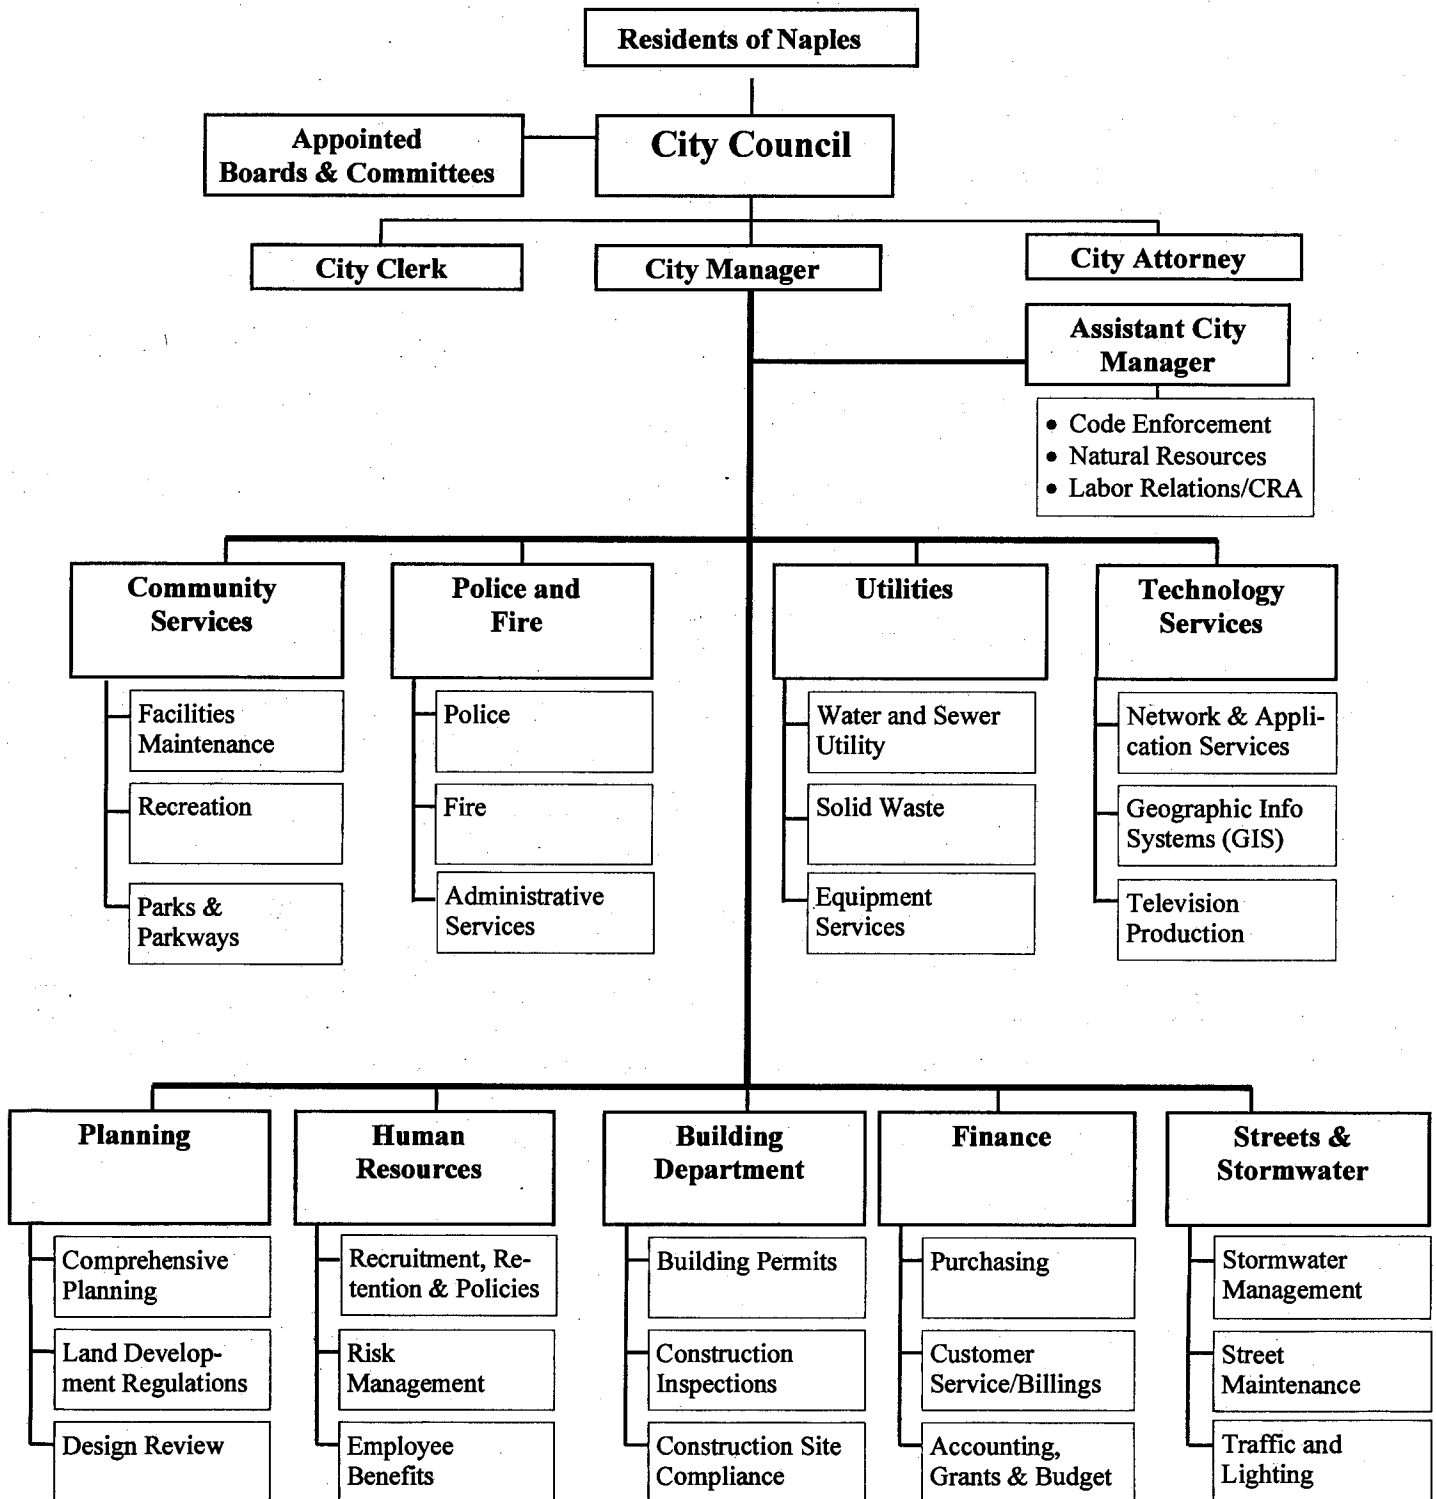 Residents of Naples
Appointed
Boards & Committees
City Council
City Clerk
City Manager
City Attorney
Assistant City
Manager
• Code Enforcement
• Natural Resources
• Labor Relations/CRA
Community
Services
Facilities
Maintenance
Recreation
Parks &
Parkways
Police and
Fire
Police
Fire
Administrative
Services
Utilities
Water and Sewer
Utility
Solid Waste
Equipment
Services
Technology
Services
Network & Appli-
cation Services
Geographic Info
Systems (GIS)
Television
Production
Planning
Comprehensive
Planning
Land Develop-
ment Regulations
Design Review
Human
Resources
Recruitment, Re-
tention & Policies
Risk
Management
Employee
Benefits
Building
Department
Building Permits
Construction
Inspections
Construction Site
Compliance
Finance
Purchasing
Customer
Service/Billings
Accounting,
Grants & Budget
Streets &
Stormwater
Stormwater
Management
Street
Maintenance
Traffic and
Lighting